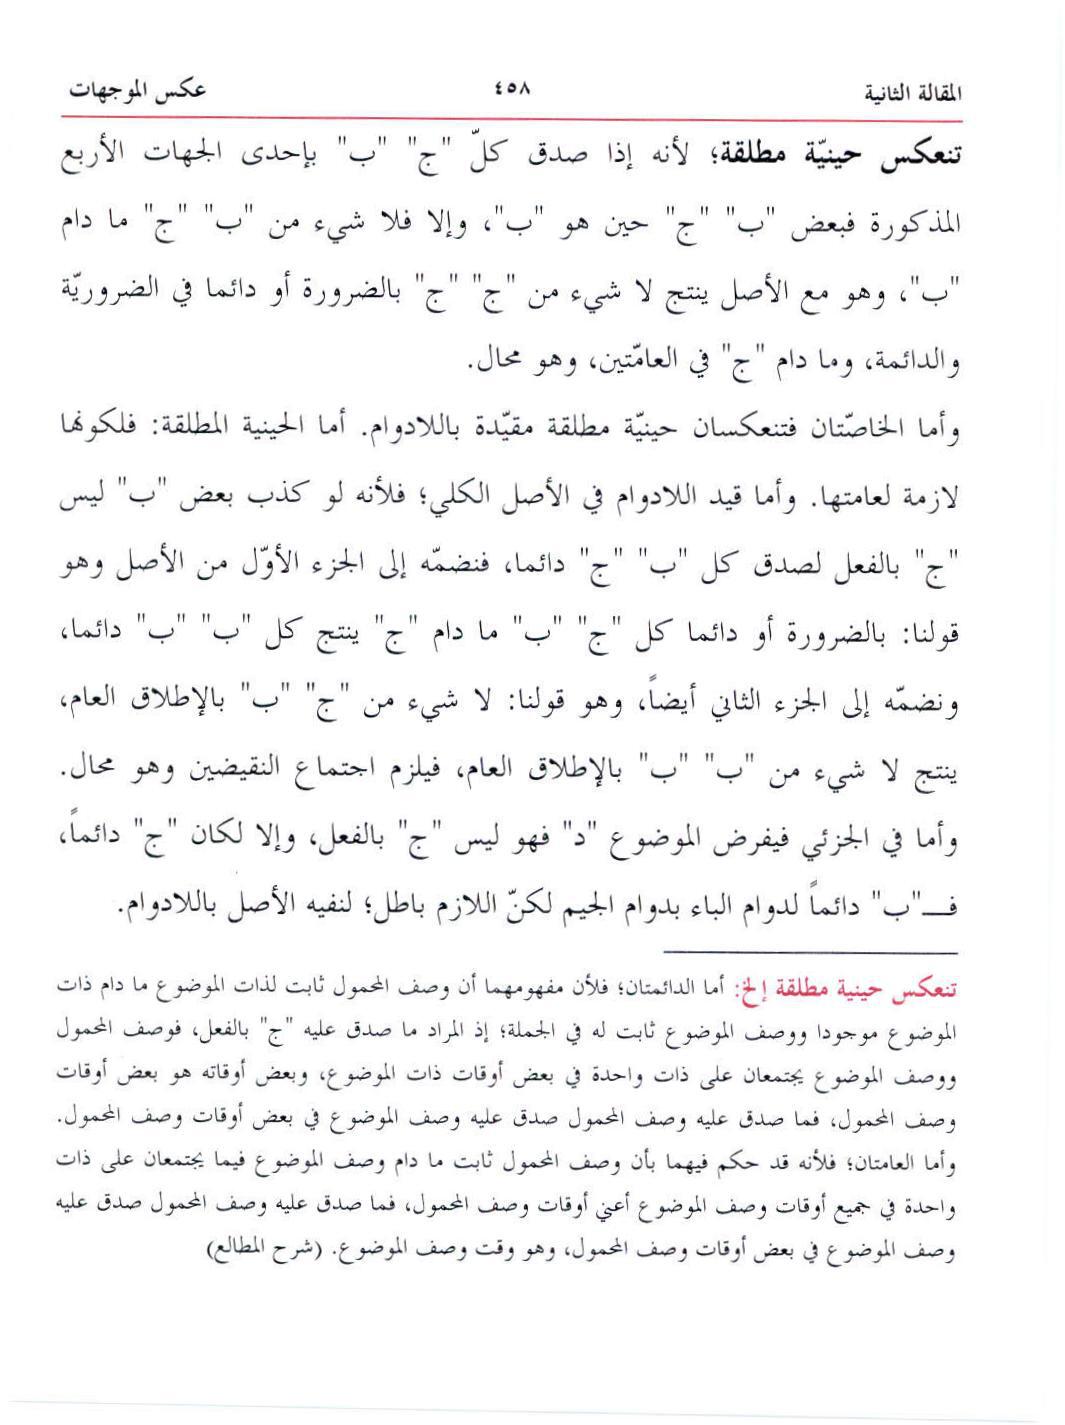 المقالة الثانية ٤٥٨ عكس الموجهات
تنعكس حينيّة مطلقة؛ لأنه إذا صدق كلّ "ج" "ب" بإحدى الجهات الأربع
المذكورة فبعض "ب" "ج" حين هو "ب"، وإلا فلا شيء من "ب" "ج" ما دام
"ب"، وهو مع الأصل ينتج لا شيء من "ج" "ج" بالضرورة أو دائما في الضروريّة
والدائمة، وما دام "ج" في العامّتين، وهو محال.
وأما الخاصّتان فتنعكسان حينيّة مطلقة مقيّدة باللادوام. أما الحينية المطلقة: فلكونها
لازمة لعامتها. وأما قيد اللادوام في الأصل الكلي؛ فلأنه لو كذب بعض "ب" ليس
"ج" بالفعل لصدق كل "ب" "ج" دائما، فنضمّه إلى الجزء الأوّل من الأصل وهو
قولنا: بالضرورة أو دائما كل "ج" "ب" ما دام "ج" ينتج كل "ب" "ب" دائما،
ونضمّه إلى الجزء الثاني أيضاً، وهو قولنا: لا شيء من "ج" "ب" بالإطلاق العام،
ينتج لا شيء من "ب" "ب" بالإطلاق العام، فيلزم اجتماع النقيضين وهو محال.
وأما في الجزئي فيفرض الموضوع "د" فهو ليس "ج" بالفعل، وإلا لكان "ج" دائماً،
فـــ"ب" دائماً لدوام الباء بدوام الجيم لكنّ اللازم باطل؛ لنفيه الأصل باللادوام.
تنعكس حينية مطلقة إلخ: أما الدائمتان؛ فلأن مفهومهما أن وصف المحمول ثابت لذات الموضوع ما دام ذات
الموضوع موجودا ووصف الموضوع ثابت له في الجملة؛ إذ المراد ما صدق عليه "ج" بالفعل، فوصف المحمول
ووصف الموضوع يجتمعان على ذات واحدة في بعض أوقات ذات الموضوع، وبعض أوقاته هو بعض أوقات
وصف المحمول، فما صدق عليه وصف المحمول صدق عليه وصف الموضوع في بعض أوقات وصف المحمول.
وأما العامتان؛ فلأنه قد حكم فيهما بأن وصف المحمول ثابت ما دام وصف الموضوع فيما يجتمعان على ذات
واحدة في جميع أوقات وصف الموضوع أعني أوقات وصف المحمول، فما صدق عليه وصف المحمول صدق عليه
وصف الموضوع في بعض أوقات وصف المحمول، وهو وقت وصف الموضوع. (شرح المطالع)